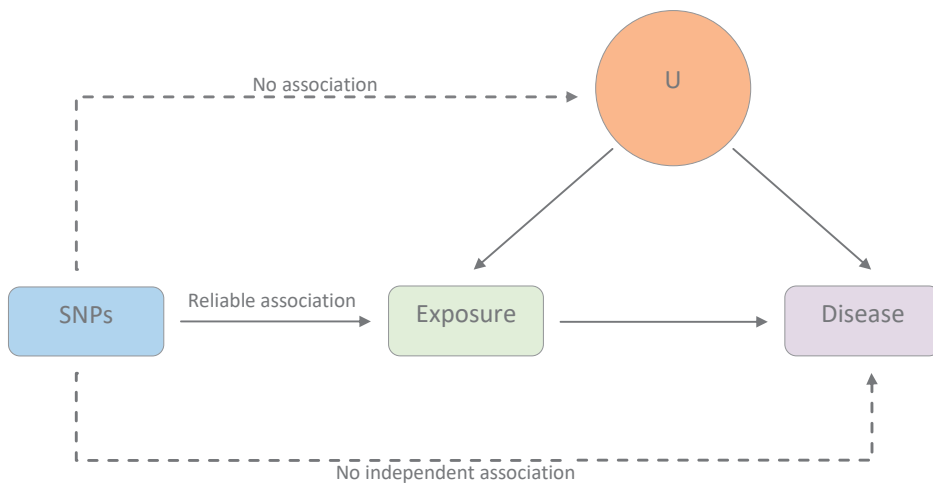 U
No association
Reliable association
SNPs
Exposure
Disease
No independent association